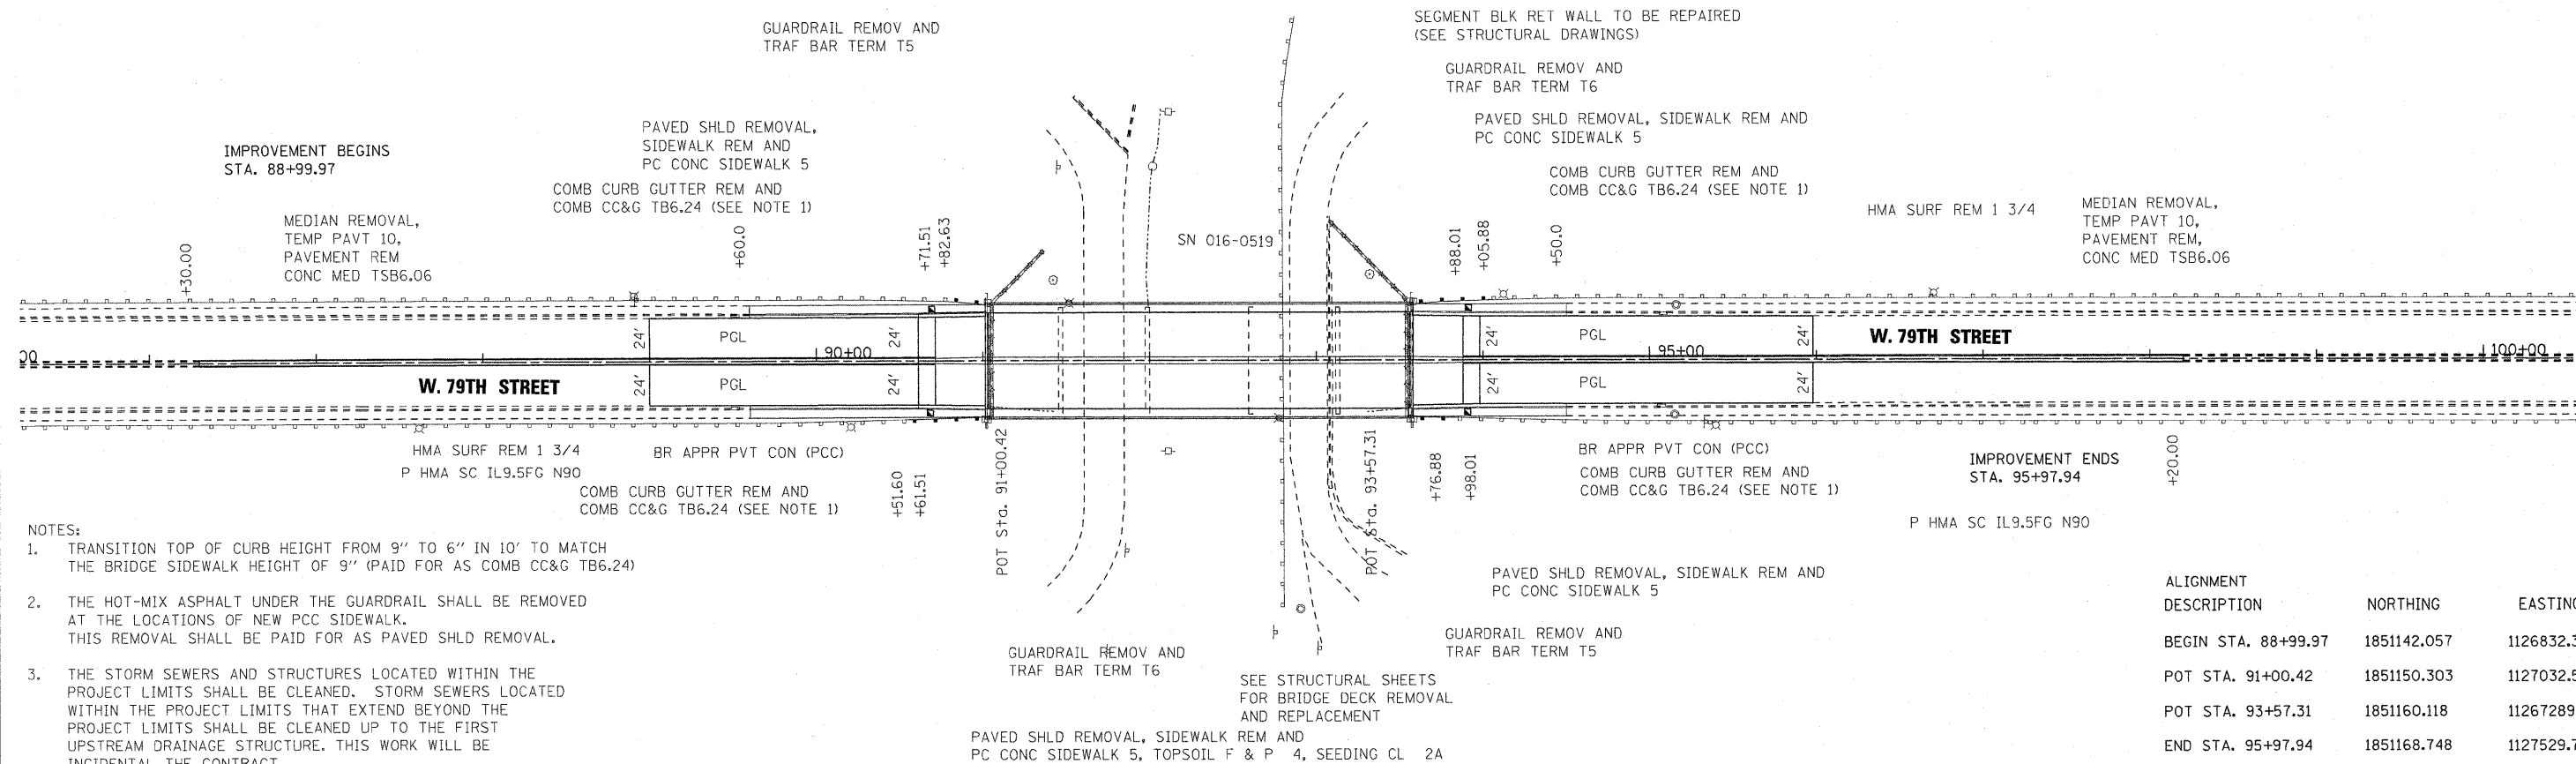 GUARDRAIL REMOV AND
TRAF BAR TERM T5
SEGMENT BLK RET WALL TO BE REPAIRED
(SEE STRUCTURAL DRAWINGS)
GUARDRAIL REMOV AND
TRAF BAR TERM T6
PAVED SHLD REMOVAL, SIDEWALK REM AND
PC CONC SIDEWALK 5
PAVED SHLD REMOVAL,
SIDEWALK REM AND
PC CONC SIDEWALK 5
IMPROVEMENT BEGINS
STA. 88+99.97
COMB CURB GUTTER REM AND
COMB CC&G TB6.24 (SEE NOTE 1)
COMB CURB GUTTER REM AND
COMB CC&G TB6.24 (SEE NOTE 1)
HMA SURF REM 1 3/4
MEDIAN REMOVAL,
TEMP PAVT 10,
PAVEMENT REM,
CONC MED TSB6.06
MEDIAN REMOVAL,
TEMP PAVT 10,
PAVEMENT REM
CONC MED TSB6.06
+30.00
+60.0
+71.51
+82.63
SN 016-0519
+88.01
+05.88
+50.0
24'
PGL
24'
24'
PGL
24'
W. 79TH STREET
00
90+00
95+00
100+00
W. 79TH STREET
24'
PGL
24'
24'
PGL
24'
HMA SURF REM 1 3/4
P HMA SC IL9.5FG N90
BR APPR PVT CON (PCC)
COMB CURB GUTTER REM AND
COMB CC&G TB6.24 (SEE NOTE 1)
+51.60
+61.51
POT Sta. 91+00.42
POT Sta. 93+57.31
+76.88
+98.01
BR APPR PVT CON (PCC)
COMB CURB GUTTER REM AND
COMB CC&G TB6.24 (SEE NOTE 1)
IMPROVEMENT ENDS
STA. 95+97.94
+20.00
P HMA SC IL9.5FG N90
NOTES:
1. TRANSITION TOP OF CURB HEIGHT FROM 9" TO 6" IN 10' TO MATCH
THE BRIDGE SIDEWALK HEIGHT OF 9" (PAID FOR AS COMB CC&G TB6.24)
2. THE HOT-MIX ASPHALT UNDER THE GUARDRAIL SHALL BE REMOVED
AT THE LOCATIONS OF NEW PCC SIDEWALK.
THIS REMOVAL SHALL BE PAID FOR AS PAVED SHLD REMOVAL.
3. THE STORM SEWERS AND STRUCTURES LOCATED WITHIN THE
PROJECT LIMITS SHALL BE CLEANED. STORM SEWERS LOCATED
WITHIN THE PROJECT LIMITS THAT EXTEND BEYOND THE
PROJECT LIMITS SHALL BE CLEANED UP TO THE FIRST
UPSTREAM DRAINAGE STRUCTURE. THIS WORK WILL BE
INCIDENTAL THE CONTRACT
PAVED SHLD REMOVAL, SIDEWALK REM AND
PC CONC SIDEWALK 5
GUARDRAIL REMOV AND
TRAF BAR TERM T5
GUARDRAIL REMOV AND
TRAF BAR TERM T6
SEE STRUCTURAL SHEETS
FOR BRIDGE DECK REMOVAL
AND REPLACEMENT
PAVED SHLD REMOVAL, SIDEWALK REM AND
PC CONC SIDEWALK 5, TOPSOIL F & P 4, SEEDING CL 2A
ALIGNMENT
DESCRIPTION NORTHING EASTING
BEGIN STA. 88+99.97 1851142.057 1126832.3
POT STA. 91+00.42 1851150.303 1127032.5
POT STA. 93+57.31 1851160.118 11267289
END STA. 95+97.94 1851168.748 1127529.7